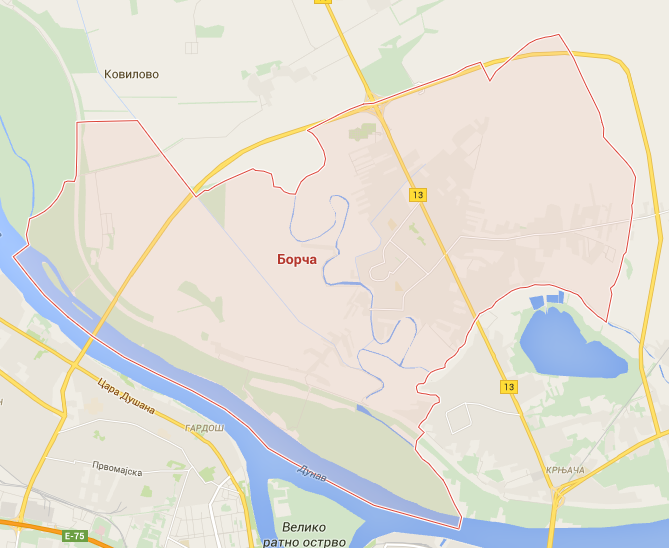 Ковилово
13
Борча
13
Цара Душана
ГАРДОШ
Првомајска
КРЊАЧА
Дунав
Велико
ратно острво
E-75